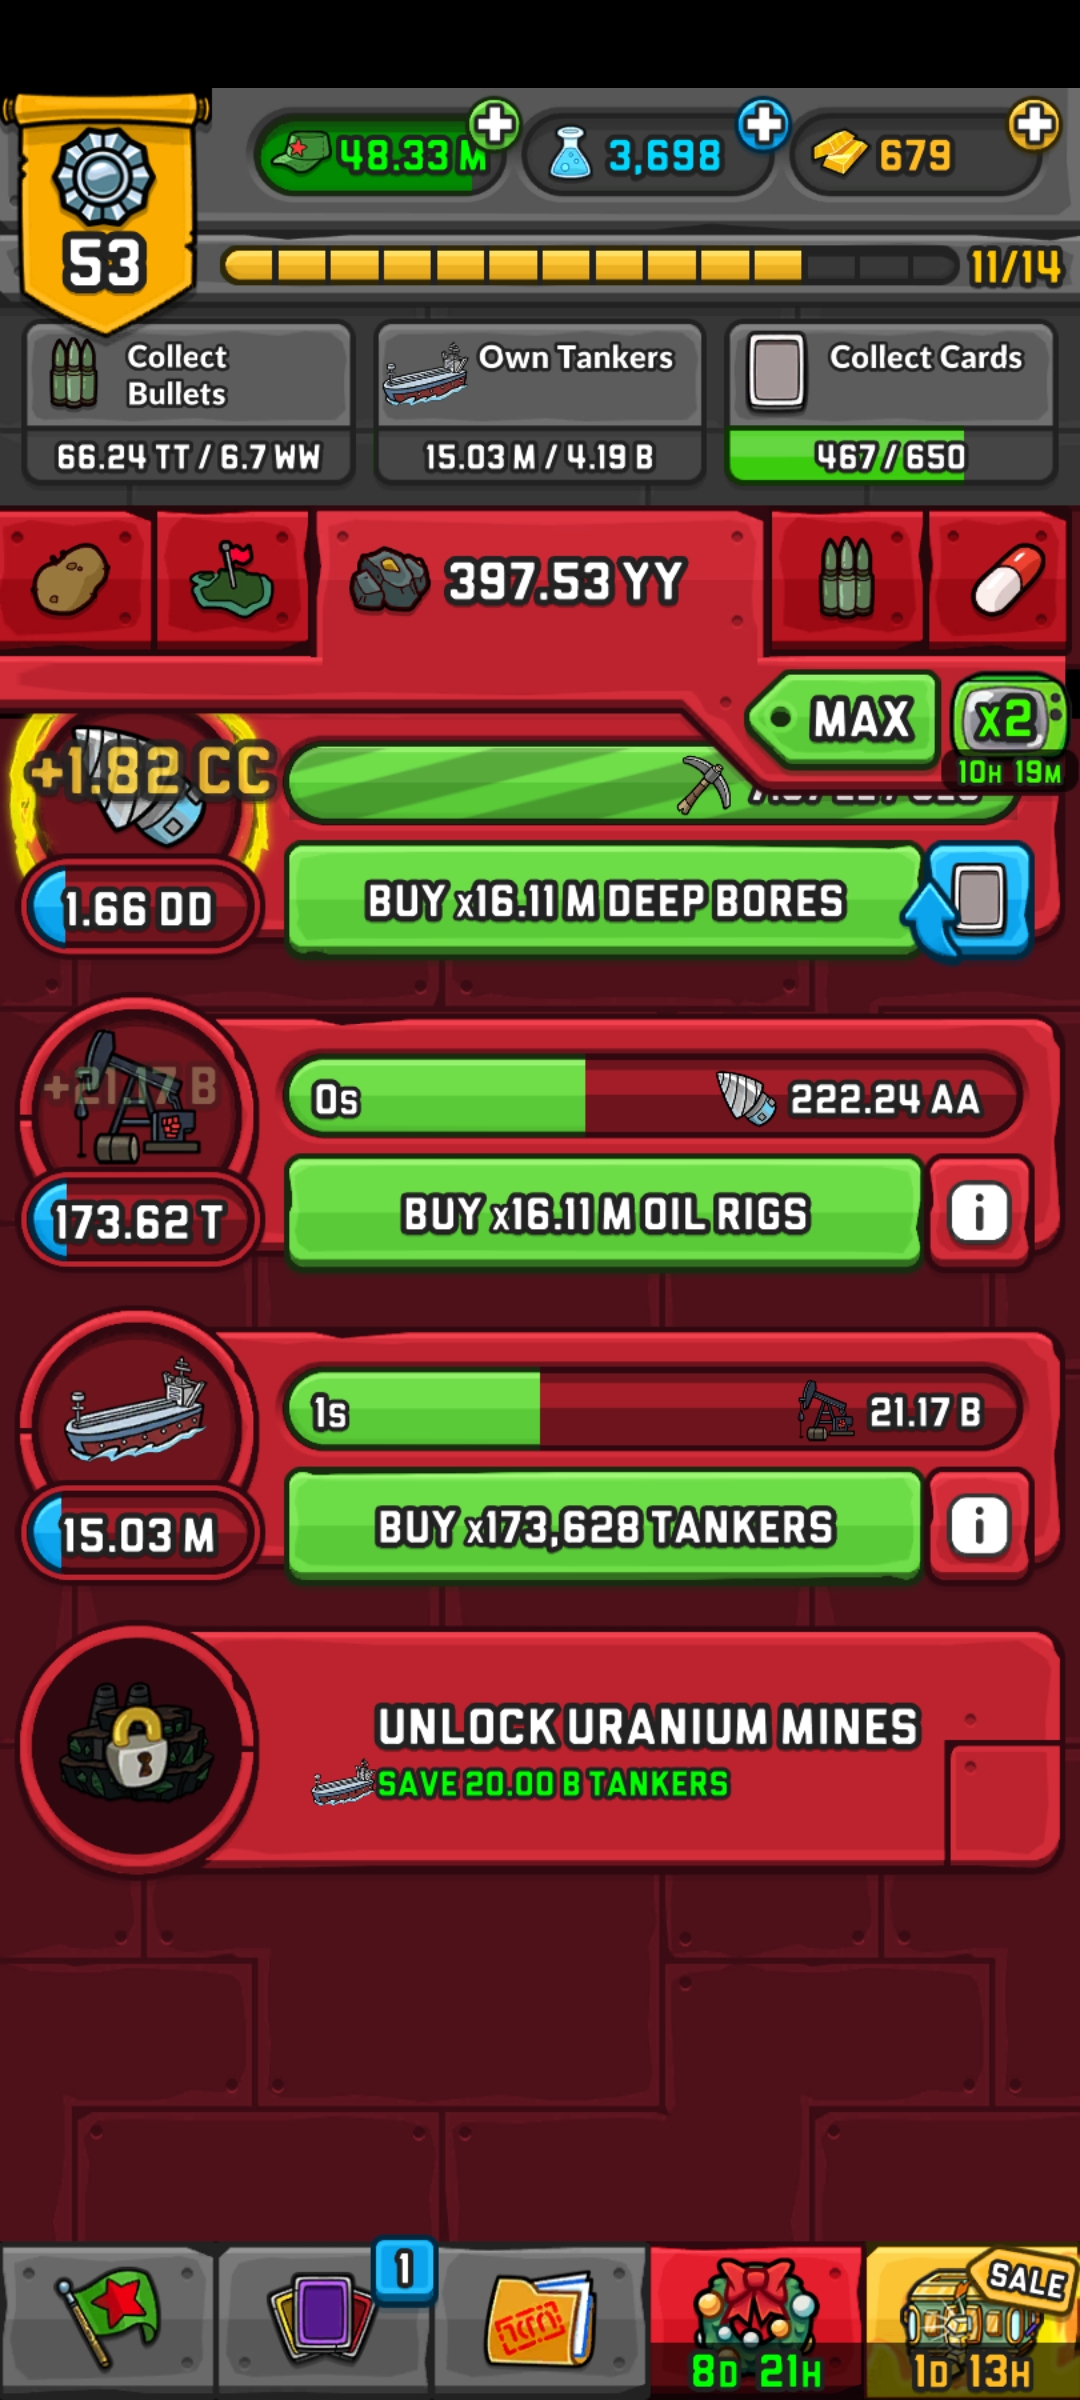 48.33 M
3,698
679
53
11/14
Collect
Bullets
66.24 TT / 6.7 WW
Own Tankers
15.03 M / 4.19 B
Collect Cards
467 / 650
397.53 YY
MAX
x2
10H 19M
+1.82 CC
1.66 DD
BUY x16.11 M DEEP BORES
+21.17 B
0s
222.24 AA
173.62 T
BUY x16.11 M OIL RIGS
1s
21.17 B
15.03 M
BUY x173,628 TANKERS
UNLOCK URANIUM MINES
SAVE 20.00 B TANKERS
1
8D 21H
SALE
1D 13H